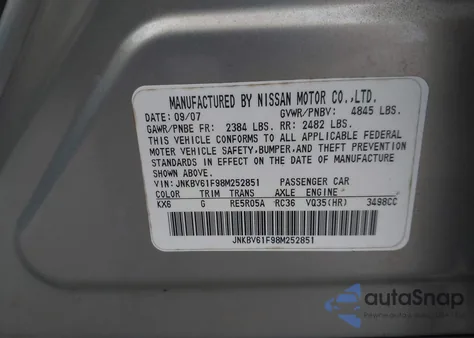 MANUFACTURED BY NISSAN MOTOR CO.,LTD.
DATE: 09/07 GVWR/PNBV: 4845 LBS.
GAWR/PNBE FR: 2384 LBS. RR: 2482 LBS.
THIS VEHICLE CONFORMS TO ALL APPLICABLE FEDERAL
MOTOR VEHICLE SAFETY, BUMPER, AND THEFT PREVENTION
STANDARDS IN EFFECT ON THE DATE OF MANUFACTURE
SHOWN ABOVE.
VIN: JNKBV61F98M252851 PASSENGER CAR
COLOR TRIM TRANS AXLE ENGINE
KX6 G RE5R05A RC36 VQ35(HR) 3498CC
JNKBV61F98M252851
autoSnap